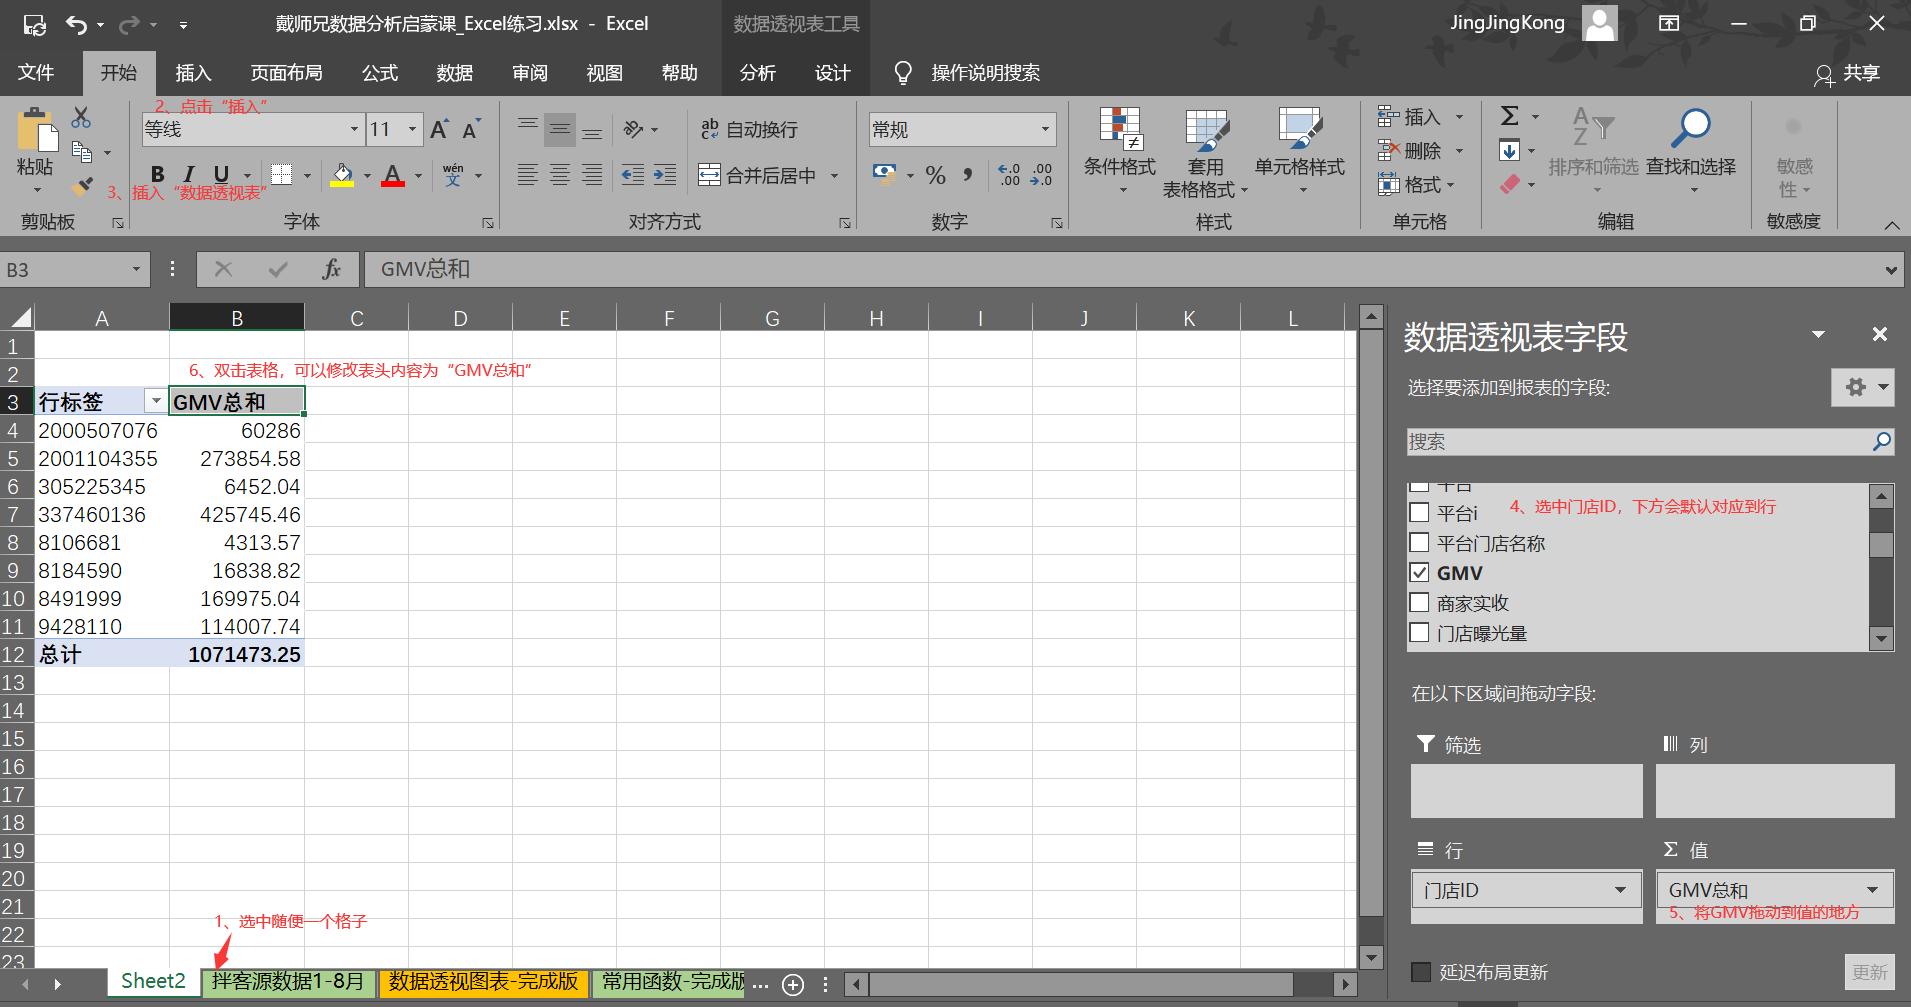 戴师兄数据分析启蒙课_Excel练习.xlsx - Excel
数据透视表工具
JingJingKong
文件 开始 插入 页面布局 公式 数据 审阅 视图 帮助 分析 设计 操作说明搜索 共享
2、点击“插入”
等线 11
常规
粘贴
B I U
wén
文
ab
自动换行
合并后居中
% ,
条件格式
套用
表格格式
单元格样式
插入
删除
格式
排序和筛选
查找和选择
敏感
性
3、插入“数据透视表”
剪贴板 字体 对齐方式 数字 样式 单元格 编辑 敏感度
B3 fx GMV总和
A B C D E F G H I J K L
1
2
6、双击表格，可以修改表头内容为“GMV总和”
3 行标签 GMV总和
4 2000507076 60286
5 2001104355 273854.58
6 305225345 6452.04
7 337460136 425745.46
8 8106681 4313.57
9 8184590 16838.82
10 8491999 169975.04
11 9428110 114007.74
12 总计 1071473.25
13
14
15
16
17
18
19
20
21
22
23
1、选中随便一个格子
Sheet2 拌客源数据1-8月 数据透视图表-完成版 常用函数-完成版 ...
数据透视表字段
选择要添加到报表的字段:
搜索
平台
平台i
4、选中门店ID，下方会默认对应到行
平台门店名称
GMV
商家实收
门店曝光量
在以下区域间拖动字段:
筛选 列
行 Σ 值
门店ID GMV总和
5、将GMV拖动到值的地方
延迟布局更新 更新